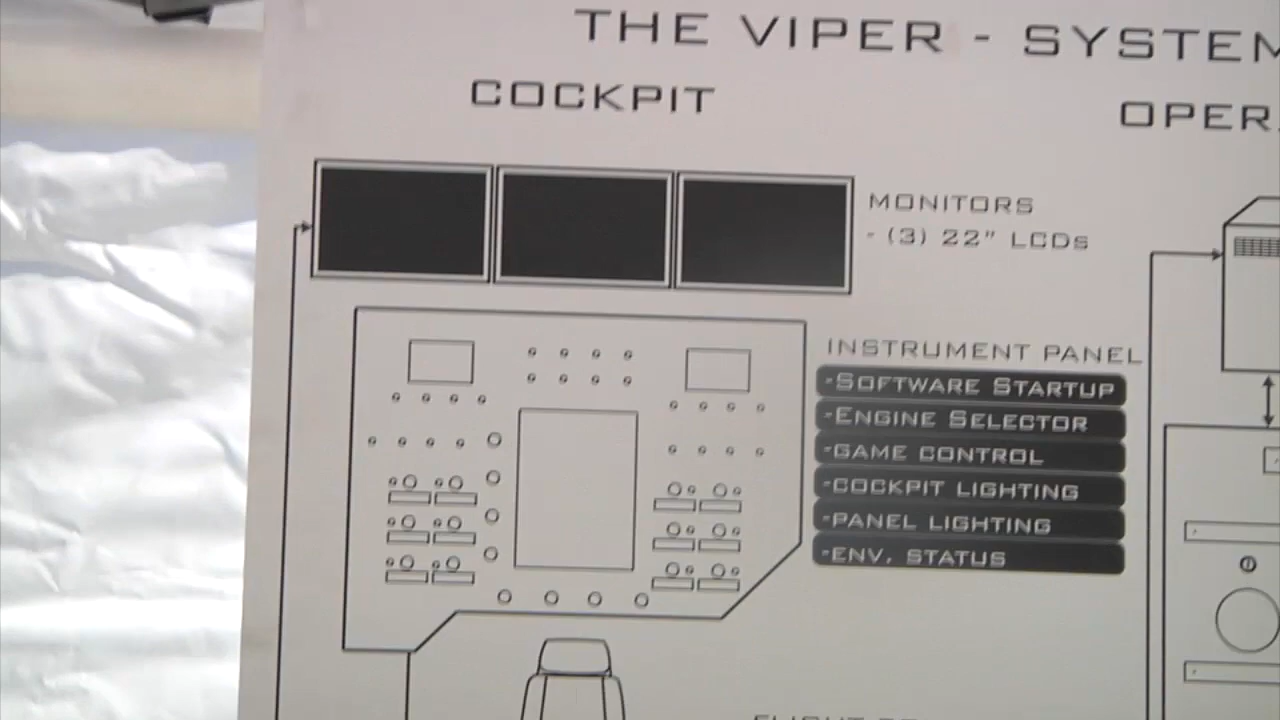 THE VIPER - SYSTEM
COCKPIT
OPER
MONITORS
- (3) 22" LCDs
INSTRUMENT PANEL
-SOFTWARE STARTUP
-ENGINE SELECTOR
-GAME CONTROL
-COCKPIT LIGHTING
-PANEL LIGHTING
-ENV. STATUS